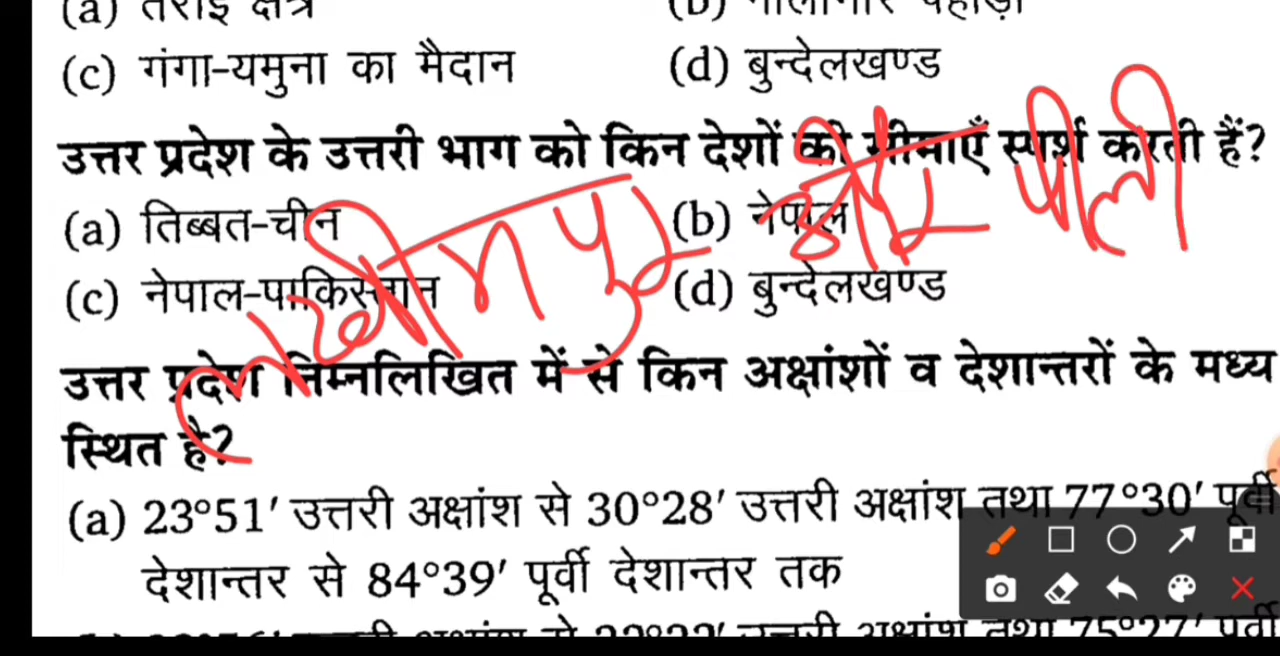 (c) गंगा-यमुना का मैदान (d) बुन्देलखण्ड
उत्तर प्रदेश के उत्तरी भाग को किन देशों की सीमाएँ स्पर्श करती हैं?
(a) तिब्बत-चीन (b) नेपाल
(c) नेपाल-पाकिस्तान (d) बुन्देलखण्ड
लखीमपुर और पीली
उत्तर प्रदेश निम्नलिखित में से किन अक्षांशों व देशान्तरों के मध्य
स्थित है?
(a) 23°51′ उत्तरी अक्षांश से 30°28′ उत्तरी अक्षांश तथा 77°30′ पूर्वी
देशान्तर से 84°39′ पूर्वी देशान्तर तक